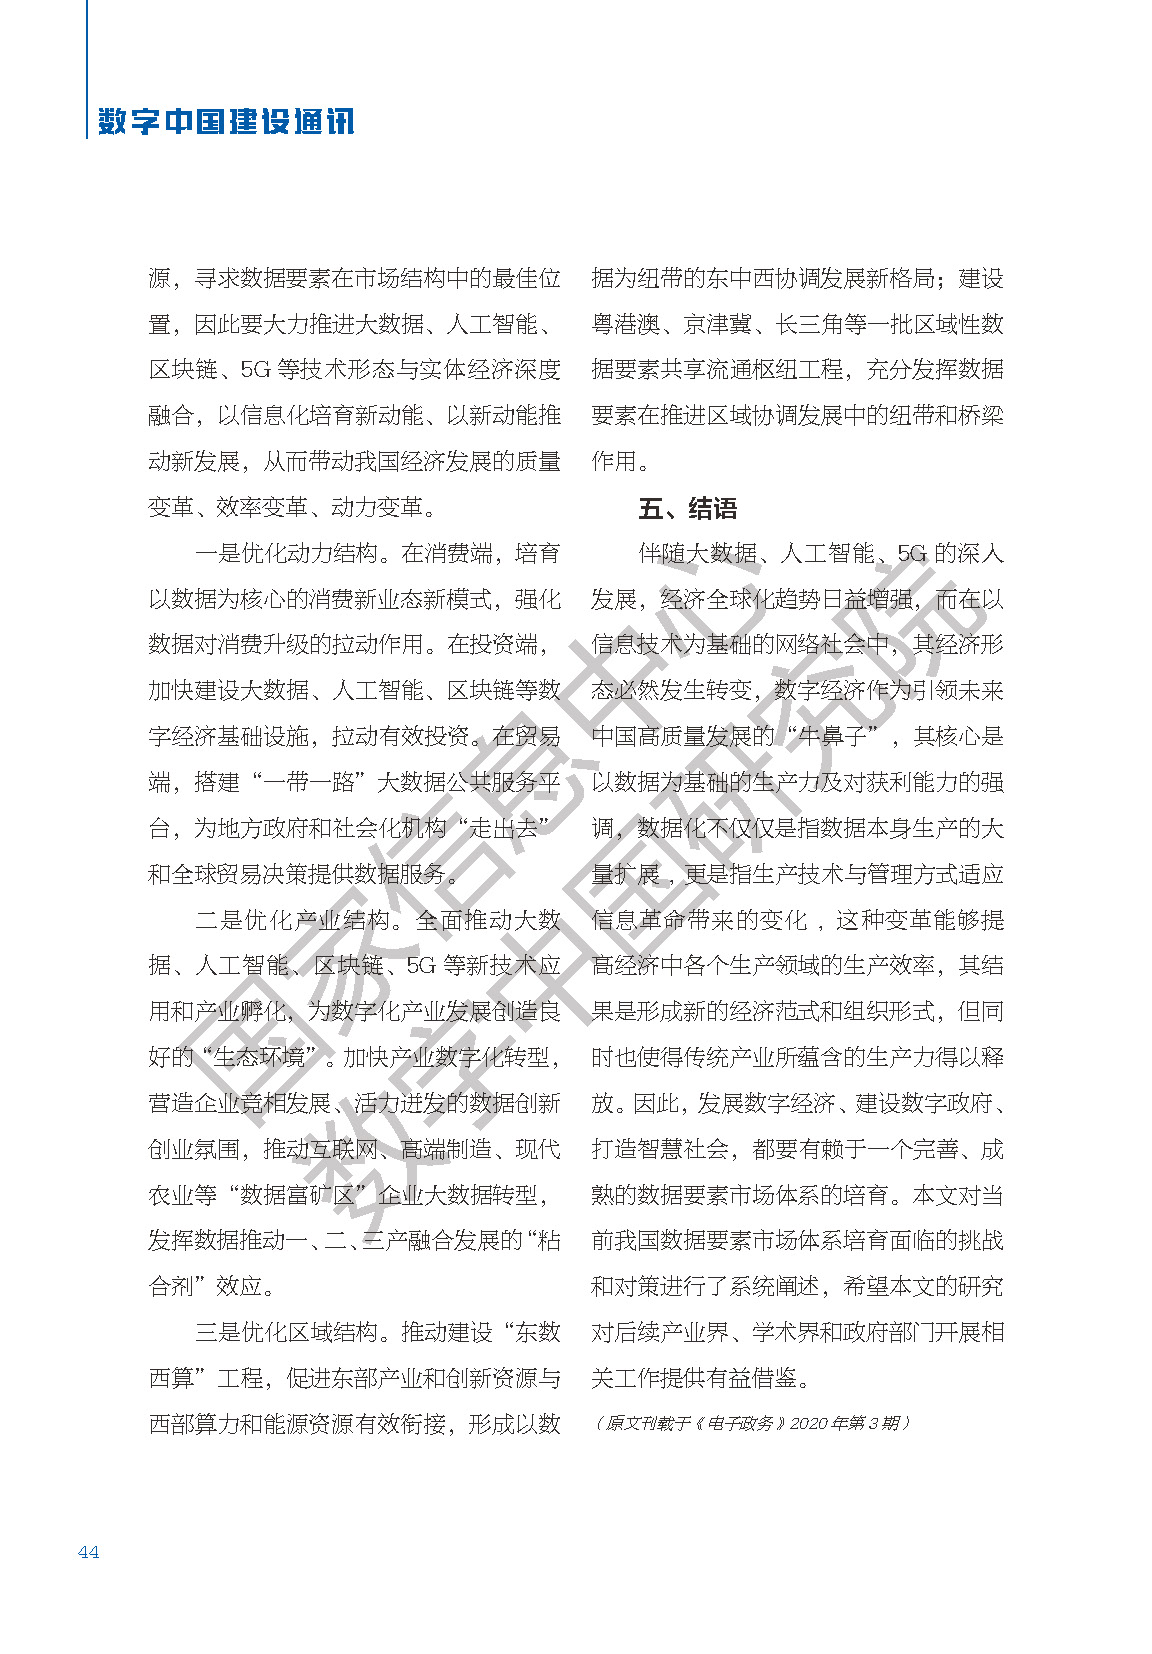 数字中国建设通讯
源，寻求数据要素在市场结构中的最佳位
置，因此要大力推进大数据、人工智能、
区块链、5G 等技术形态与实体经济深度
融合，以信息化培育新动能、以新动能推
动新发展，从而带动我国经济发展的质量
变革、效率变革、动力变革。
一是优化动力结构。在消费端，培育
以数据为核心的消费新业态新模式，强化
数据对消费升级的拉动作用。在投资端，
加快建设大数据、人工智能、区块链等数
字经济基础设施，拉动有效投资。在贸易
端，搭建“一带一路”大数据公共服务平
台，为地方政府和社会化机构“走出去”
和全球贸易决策提供数据服务。
二是优化产业结构。全面推动大数
据、人工智能、区块链、5G 等新技术应
用和产业孵化，为数字化产业发展创造良
好的“生态环境”。加快产业数字化转型，
营造企业竞相发展、活力迸发的数据创新
创业氛围，推动互联网、高端制造、现代
农业等“数据富矿区”企业大数据转型，
发挥数据推动一、二、三产融合发展的“粘
合剂”效应。
三是优化区域结构。推动建设“东数
西算”工程，促进东部产业和创新资源与
西部算力和能源资源有效衔接，形成以数
据为纽带的东中西协调发展新格局；建设
粤港澳、京津冀、长三角等一批区域性数
据要素共享流通枢纽工程，充分发挥数据
要素在推进区域协调发展中的纽带和桥梁
作用。
五、结语
伴随大数据、人工智能、5G 的深入
发展，经济全球化趋势日益增强，而在以
信息技术为基础的网络社会中，其经济形
态必然发生转变，数字经济作为引领未来
中国高质量发展的“牛鼻子”，其核心是
以数据为基础的生产力及对获利能力的强
调，数据化不仅仅是指数据本身生产的大
量扩展，更是指生产技术与管理方式适应
信息革命带来的变化，这种变革能够提
高经济中各个生产领域的生产效率，其结
果是形成新的经济范式和组织形式，但同
时也使得传统产业所蕴含的生产力得以释
放。因此，发展数字经济、建设数字政府、
打造智慧社会，都要有赖于一个完善、成
熟的数据要素市场体系的培育。本文对当
前我国数据要素市场体系培育面临的挑战
和对策进行了系统阐述，希望本文的研究
对后续产业界、学术界和政府部门开展相
关工作提供有益借鉴。
（原文刊载于《电子政务》2020 年第 3 期）
44
国家信息中心
数字中国研究院